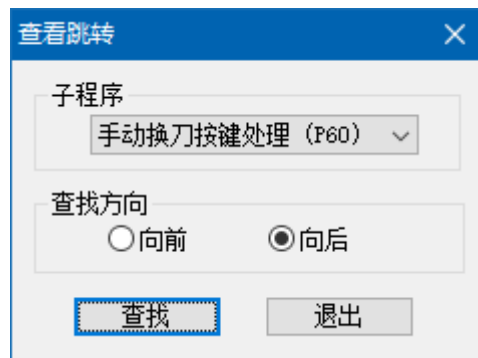 查看跳转
子程序
手动换刀按键处理 (P60)
查找方向
向前 向后
查找 退出